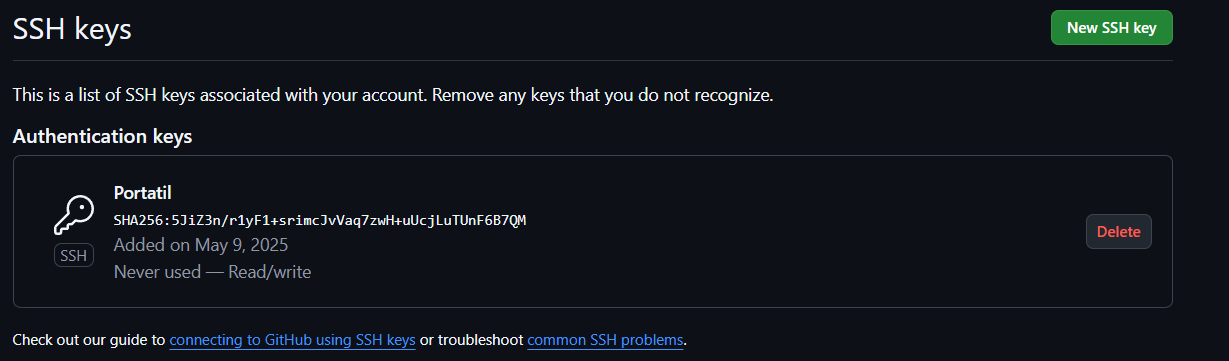 SSH keys
New SSH key
This is a list of SSH keys associated with your account. Remove any keys that you do not recognize.
Authentication keys
Portatil
SHA256:5JiZ3n/r1yF1+srimcJvVaq7zwH+uUcjLuTUnF6B7QM
Added on May 9, 2025
Never used — Read/write
SSH
Delete
Check out our guide to connecting to GitHub using SSH keys or troubleshoot common SSH problems.